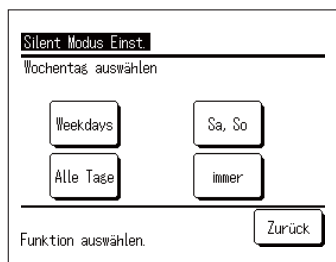 Silent Modus Einst.
Wochentag auswählen
Weekdays
Sa, So
Alle Tage
immer
Zurück
Funktion auswählen.